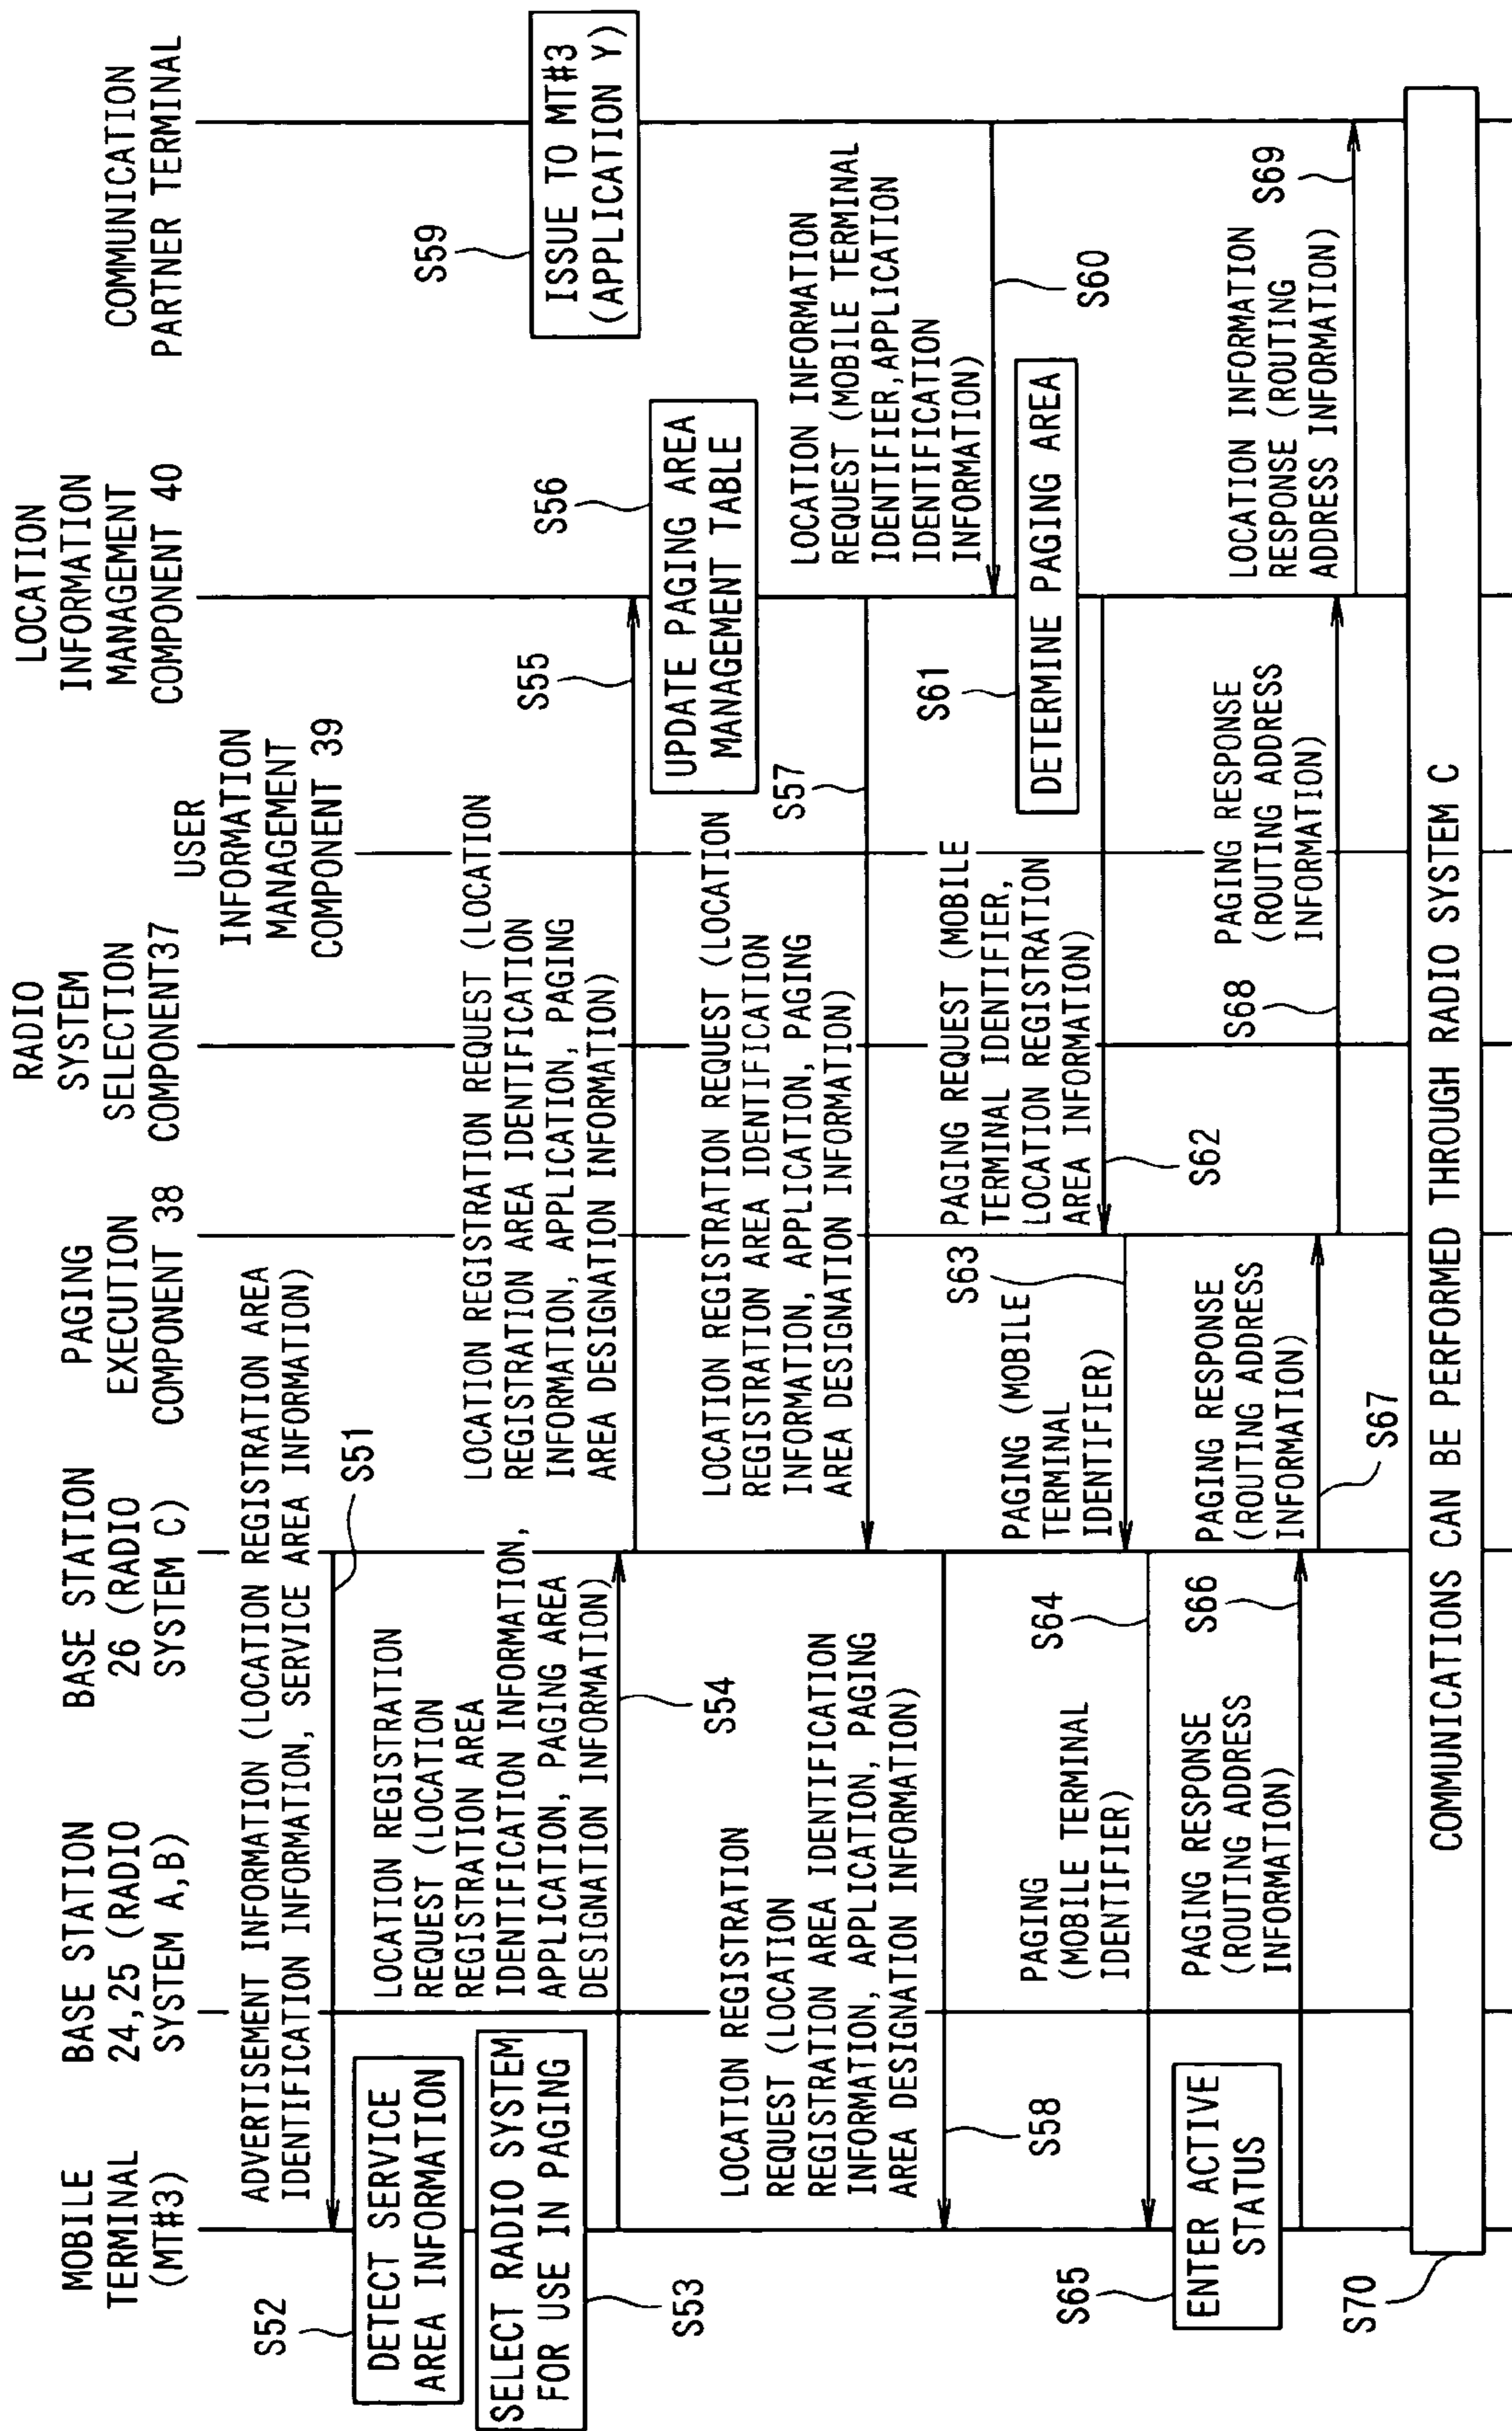 MOBILE
TERMINAL
(MT#3)
BASE STATION
24,25 (RADIO
SYSTEM A,B)
BASE STATION
26 (RADIO
SYSTEM C)
PAGING
EXECUTION
COMPONENT 38
RADIO
SYSTEM
SELECTION
COMPONENT37
USER
INFORMATION
MANAGEMENT
COMPONENT 39
LOCATION
INFORMATION
MANAGEMENT
COMPONENT 40
COMMUNICATION
PARTNER TERMINAL
ADVERTISEMENT INFORMATION (LOCATION REGISTRATION AREA
IDENTIFICATION INFORMATION, SERVICE AREA INFORMATION)
S51
S52
DETECT SERVICE
AREA INFORMATION
SELECT RADIO SYSTEM
FOR USE IN PAGING
S53
LOCATION REGISTRATION
REQUEST (LOCATION
REGISTRATION AREA
IDENTIFICATION INFORMATION,
APPLICATION, PAGING AREA
DESIGNATION INFORMATION)
S54
LOCATION REGISTRATION REQUEST (LOCATION
REGISTRATION AREA IDENTIFICATION
INFORMATION, APPLICATION, PAGING
AREA DESIGNATION INFORMATION)
S55
S56
UPDATE PAGING AREA
MANAGEMENT TABLE
S59
ISSUE TO MT#3
(APPLICATION Y)
LOCATION REGISTRATION REQUEST (LOCATION
REGISTRATION AREA IDENTIFICATION
INFORMATION, APPLICATION, PAGING
AREA DESIGNATION INFORMATION)
S57
LOCATION REGISTRATION
REQUEST (LOCATION
REGISTRATION AREA IDENTIFICATION
INFORMATION, APPLICATION, PAGING
AREA DESIGNATION INFORMATION)
S58
LOCATION INFORMATION
REQUEST (MOBILE TERMINAL
IDENTIFIER,APPLICATION
IDENTIFICATION
INFORMATION)
S60
S61
DETERMINE PAGING AREA
PAGING REQUEST (MOBILE
TERMINAL IDENTIFIER,
LOCATION REGISTRATION
AREA INFORMATION)
S62
S63
PAGING (MOBILE
TERMINAL
IDENTIFIER)
S64
PAGING
(MOBILE TERMINAL
IDENTIFIER)
S65
ENTER ACTIVE
STATUS
PAGING RESPONSE
(ROUTING ADDRESS
INFORMATION)
S66
PAGING RESPONSE
(ROUTING ADDRESS
INFORMATION)
S67
PAGING RESPONSE
(ROUTING ADDRESS
INFORMATION)
S68
LOCATION INFORMATION
RESPONSE (ROUTING
ADDRESS INFORMATION)
S69
S70
COMMUNICATIONS CAN BE PERFORMED THROUGH RADIO SYSTEM C